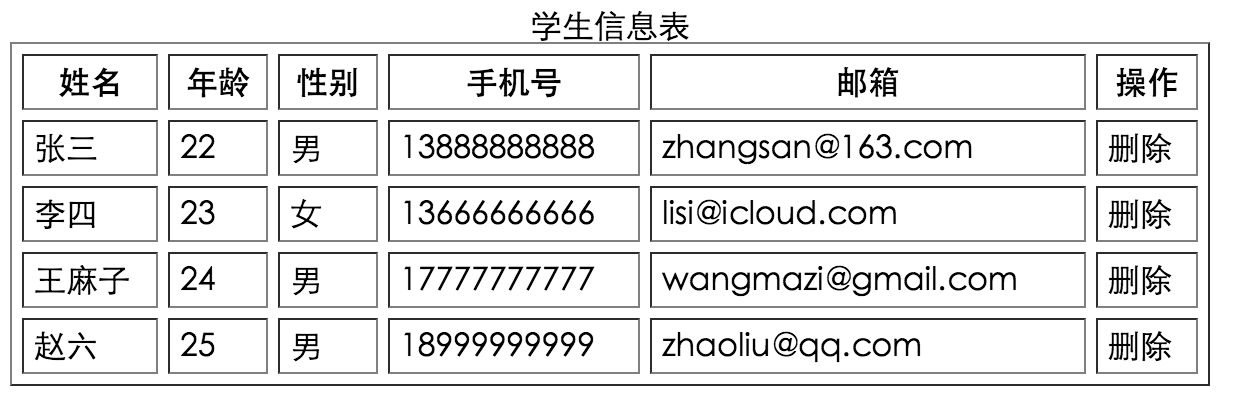 学生信息表
姓名 年龄 性别 手机号 邮箱 操作
张三 22 男 13888888888 zhangsan@163.com 删除
李四 23 女 13666666666 lisi@icloud.com 删除
王麻子 24 男 17777777777 wangmazi@gmail.com 删除
赵六 25 男 18999999999 zhaoliu@qq.com 删除